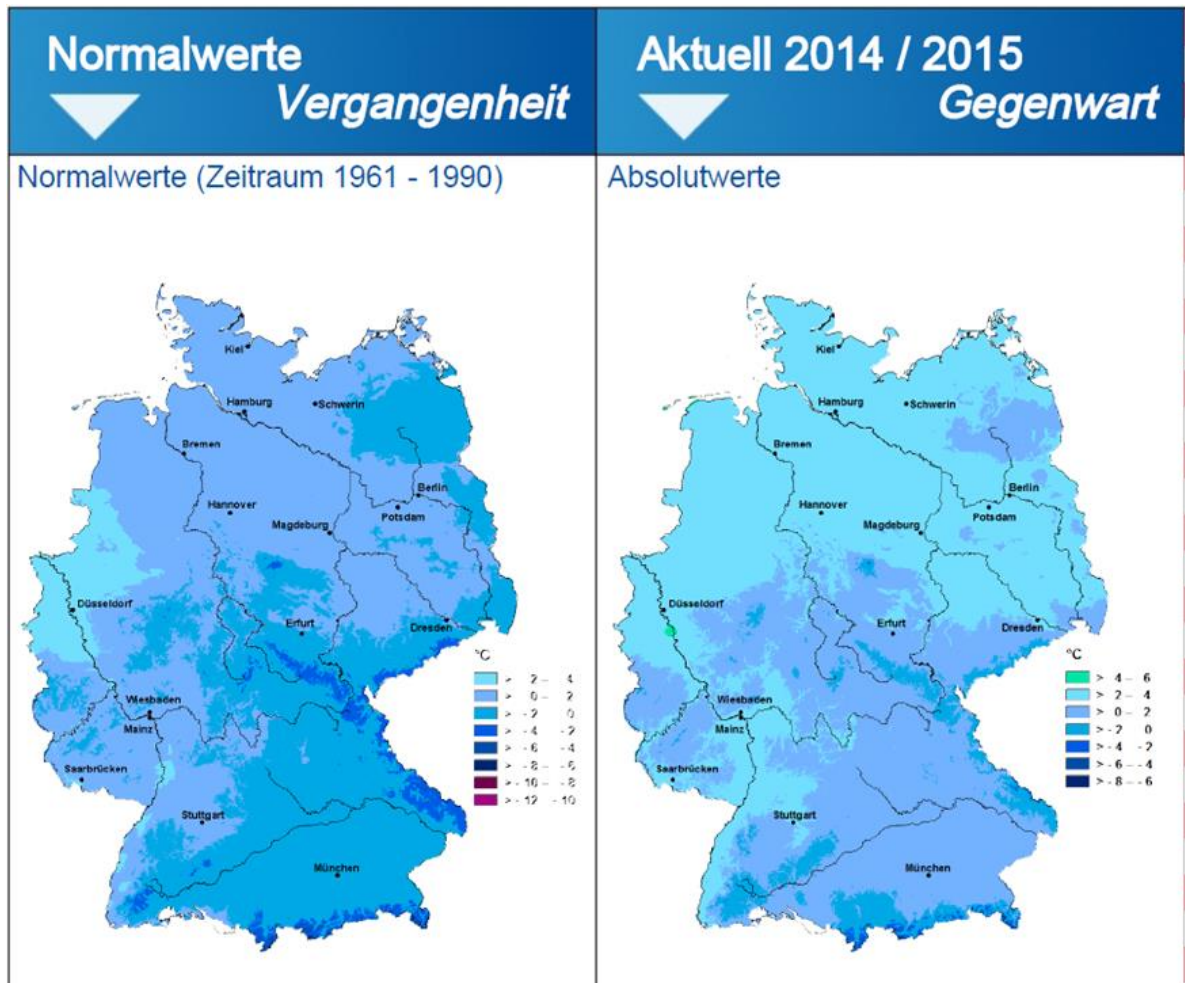 Normalwerte
Vergangenheit
Normalwerte (Zeitraum 1961 - 1990)
Kiel
Hamburg
Schwerin
Bremen
Berlin
Hannover
Potsdam
Magdeburg
Düsseldorf
Erfurt
Dresden
Wiesbaden
Mainz
Saarbrücken
Stuttgart
München
°C
> 2 – 4
> 0 – 2
> -2 0
> -4 -2
> -6 -4
> -8 – -6
> -10 – -8
> -12 -10
Aktuell 2014 / 2015
Gegenwart
Absolutwerte
Kiel
Hamburg
Schwerin
Bremen
Berlin
Hannover
Potsdam
Magdeburg
Düsseldorf
Erfurt
Dresden
Wiesbaden
Mainz
Saarbrücken
Stuttgart
München
°C
> 4 – 6
> 2 – 4
> 0 – 2
> -2 0
> -4 -2
> -6 – -4
> -8 – -6